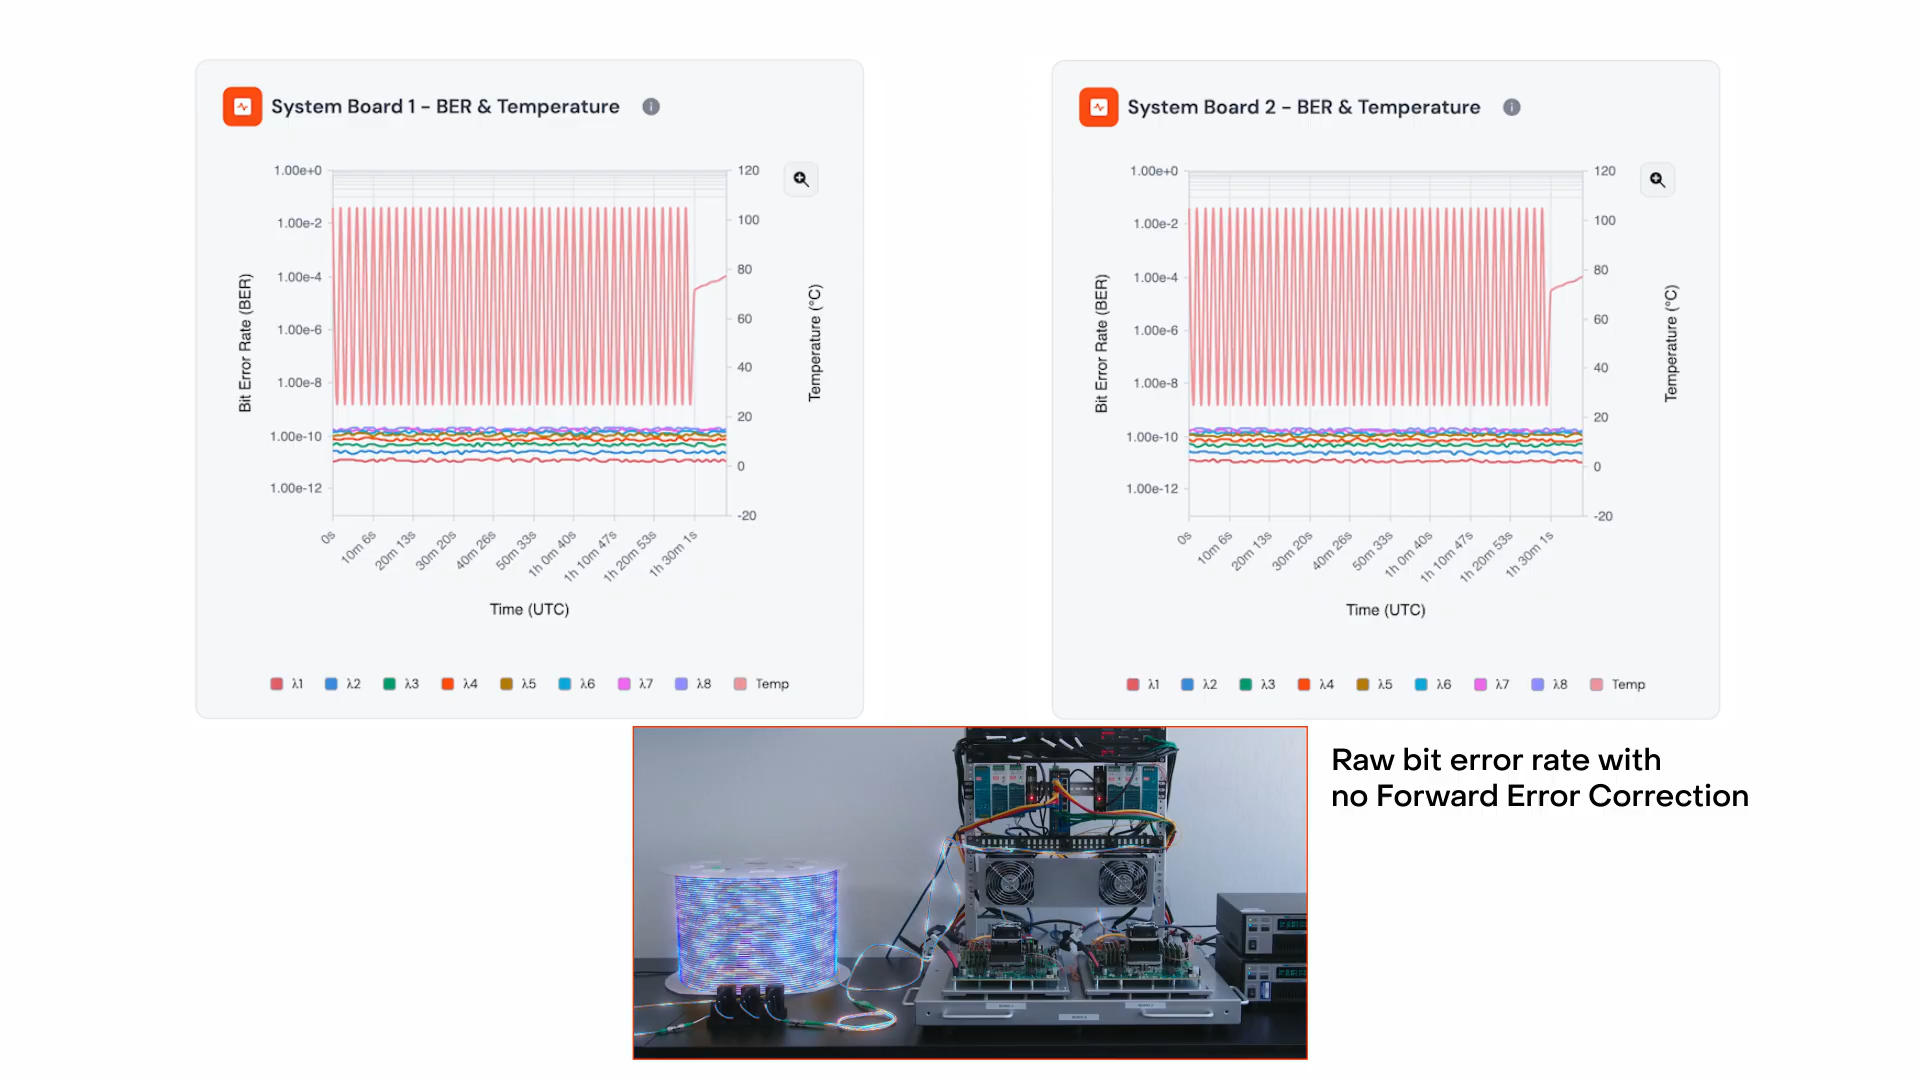 System Board 1 - BER & Temperature
1.00e+0
1.00e-2
1.00e-4
1.00e-6
1.00e-8
1.00e-10
1.00e-12
Bit Error Rate (BER)
120
100
80
60
40
20
0
-20
Temperature (°C)
0s
10m 6s
20m 13s
30m 20s
40m 26s
50m 33s
1h 0m 40s
1h 10m 47s
1h 20m 53s
1h 30m 1s
Time (UTC)
λ1 λ2 λ3 λ4 λ5 λ6 λ7 λ8 Temp
System Board 2 - BER & Temperature
1.00e+0
1.00e-2
1.00e-4
1.00e-6
1.00e-8
1.00e-10
1.00e-12
Bit Error Rate (BER)
120
100
80
60
40
20
0
-20
Temperature (°C)
0s
10m 6s
20m 13s
30m 20s
40m 26s
50m 33s
1h 0m 40s
1h 10m 47s
1h 20m 53s
1h 30m 1s
Time (UTC)
λ1 λ2 λ3 λ4 λ5 λ6 λ7 λ8 Temp
Raw bit error rate with
no Forward Error Correction